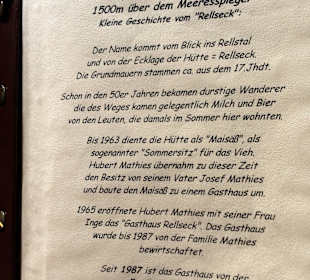 1500m über dem Meeresspiegel
Kleine Geschichte vom "Rellseck":
Der Name kommt vom Blick ins Rellstal
und von der Ecklage der Hütte = Rellseck.
Die Grundmauern stammen ca. aus dem 17.Jhdt.
Schon in den 50er Jahren bekamen durstige Wanderer
die des Weges kamen gelegentlich Milch und Bier
von den Leuten, die damals im Sommer hier wohnten.
Bis 1963 diente die Hütte als "Maisäß", als
sogenannter "Sommersitz" für das Vieh,
Hubert Mathies übernahm zu dieser Zeit
den Besitz von seinem Vater Josef Mathies
und baute den Maisäß zu einem Gasthaus um.
1965 eröffnete Hubert Mathies mit seiner Frau
Inge das "Gasthaus Rellseck". Das Gasthaus
wurde bis 1987 von der Familie Mathies
bewirtschaftet.
Seit 1987 ist das Gasthaus von der